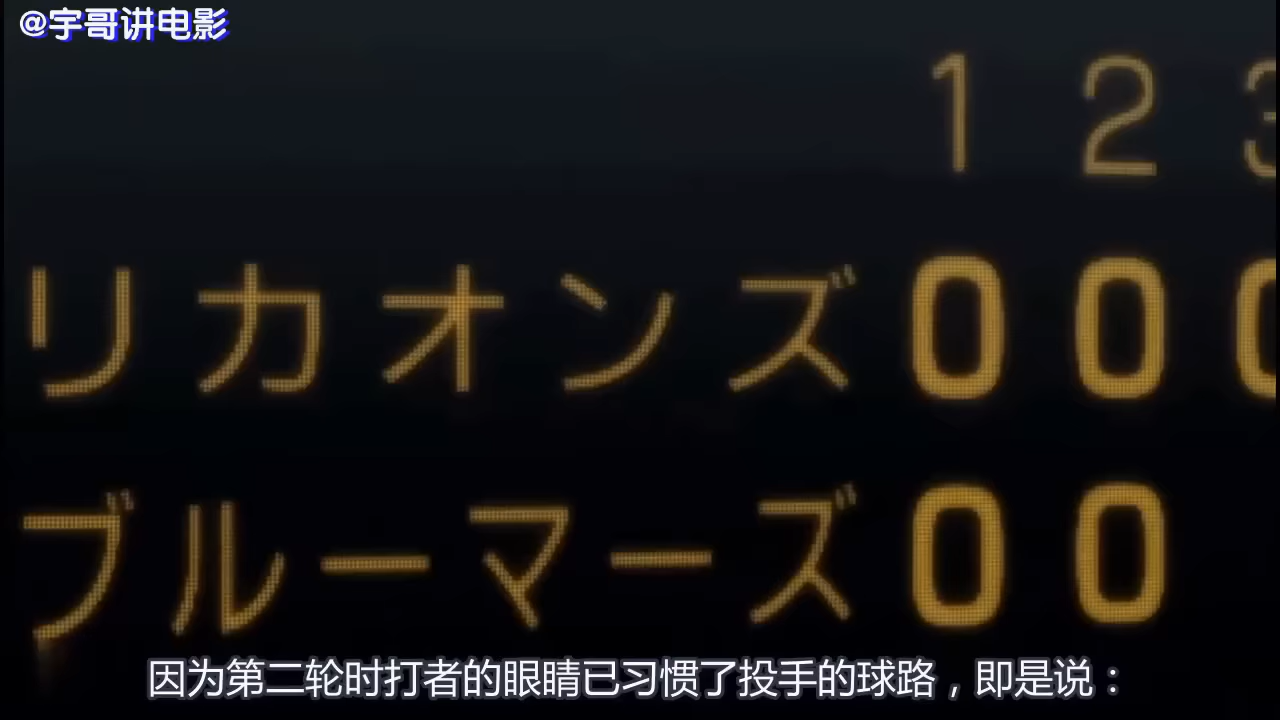 @宇哥讲电影
1 2 3
リカオンズ 0 0 0
ブルーマーズ 0 0
因为第二轮时打者的眼睛已习惯了投手的球路，即是说：